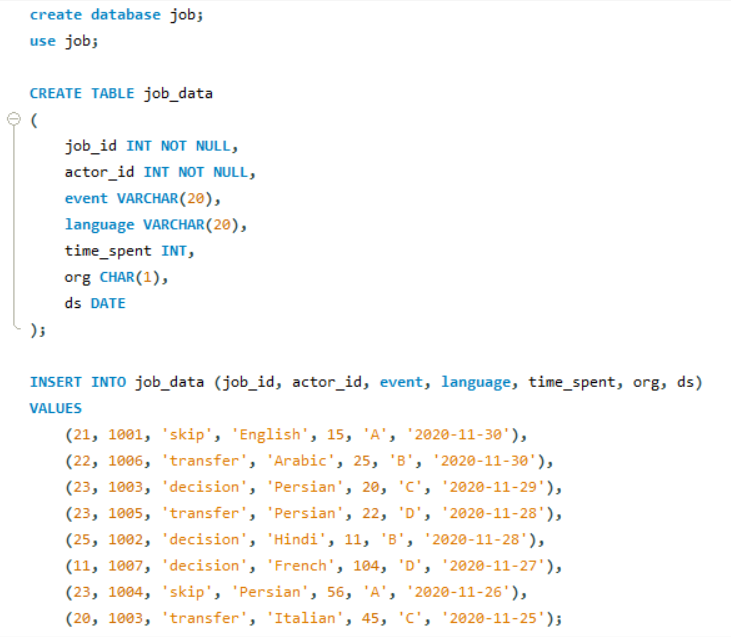 create database job;
use job;
CREATE TABLE job_data
(
job_id INT NOT NULL,
actor_id INT NOT NULL,
event VARCHAR(20),
language VARCHAR(20),
time_spent INT,
org CHAR(1),
ds DATE
);
INSERT INTO job_data (job_id, actor_id, event, language, time_spent, org, ds)
VALUES
(21, 1001, 'skip', 'English', 15, 'A', '2020-11-30'),
(22, 1006, 'transfer', 'Arabic', 25, 'B', '2020-11-30'),
(23, 1003, 'decision', 'Persian', 20, 'C', '2020-11-29'),
(23, 1005, 'transfer', 'Persian', 22, 'D', '2020-11-28'),
(25, 1002, 'decision', 'Hindi', 11, 'B', '2020-11-28'),
(11, 1007, 'decision', 'French', 104, 'D', '2020-11-27'),
(23, 1004, 'skip', 'Persian', 56, 'A', '2020-11-26'),
(20, 1003, 'transfer', 'Italian', 45, 'C', '2020-11-25');